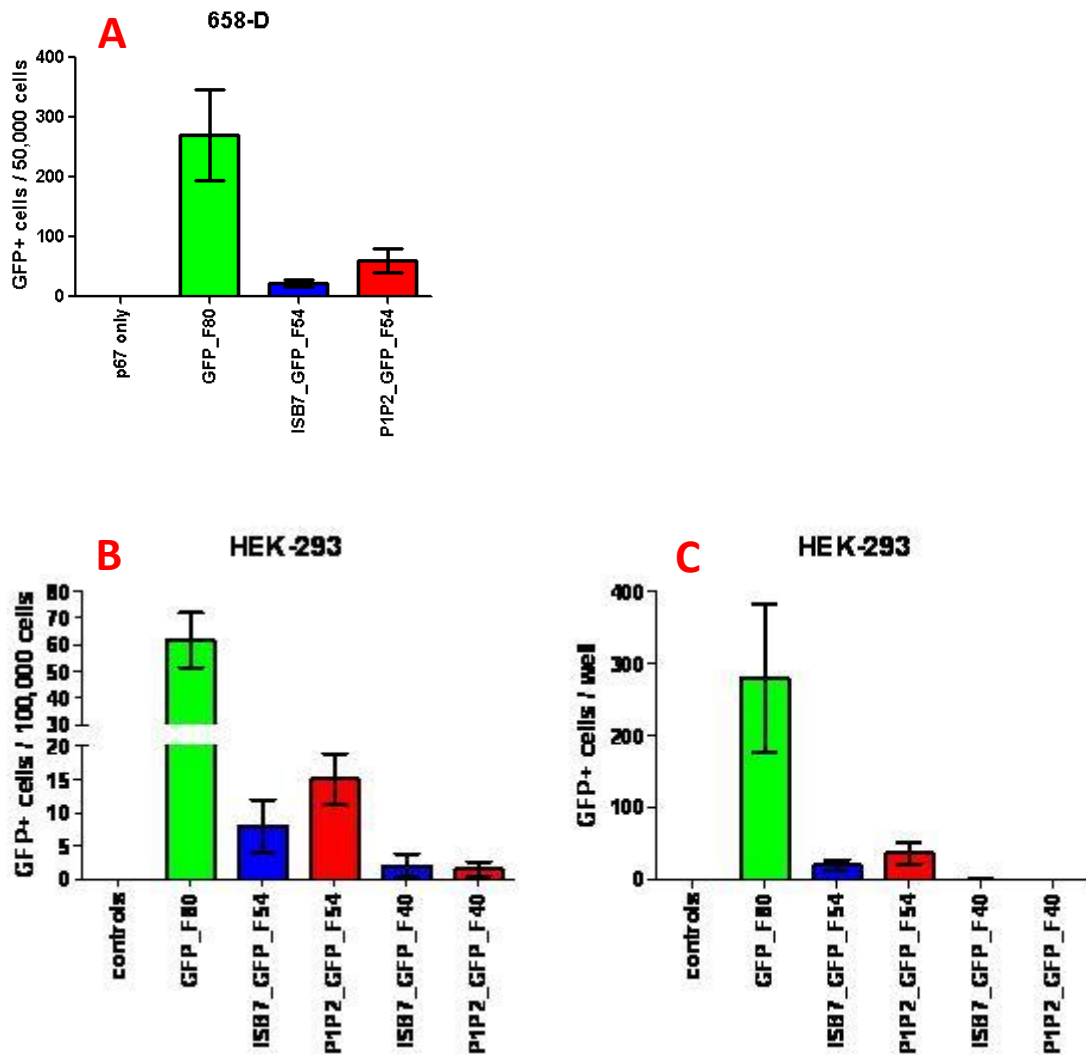 A
658-D
GFP+ cells / 50,000 cells
400
300
200
100
0
p67 only
GFP_F80
ISB7_GFP_F54
P1P2_GFP_F54
B
HEK-293
GFP+ cells / 100,000 cells
80
70
60
50
40
30
20
15
10
5
0
controls
GFP_F80
ISB7_GFP_F54
P1P2_GFP_F54
ISB7_GFP_F40
P1P2_GFP_F40
C
HEK-293
GFP+ cells / well
400
300
200
100
0
controls
GFP_F80
ISB7_GFP_F54
P1P2_GFP_F54
ISB7_GFP_F40
P1P2_GFP_F40